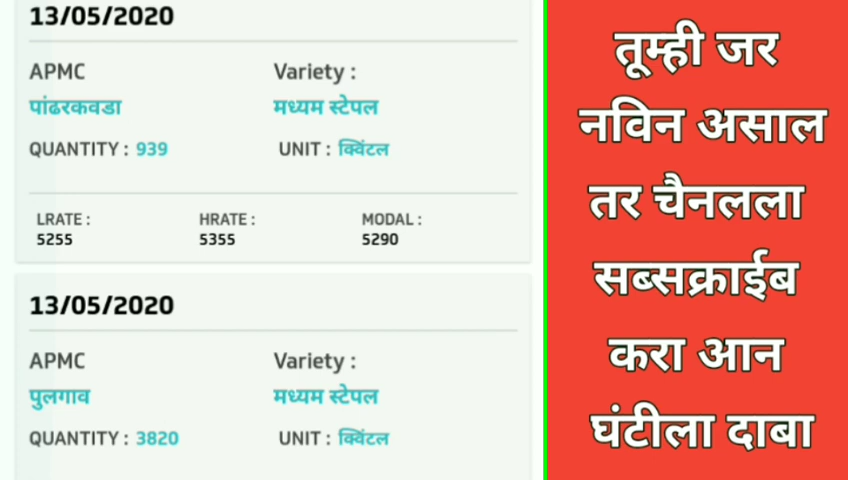 13/05/2020
APMC Variety :
पांढरकवडा मध्यम स्टेपल
QUANTITY : 939 UNIT : क्विंटल
LRATE : HRATE : MODAL :
5255 5355 5290
13/05/2020
APMC Variety :
पुलगाव मध्यम स्टेपल
QUANTITY : 3820 UNIT : क्विंटल
तूम्ही जर
नविन असाल
तर चैनलला
सब्सक्राईब
करा आन
घंटीला दाबा